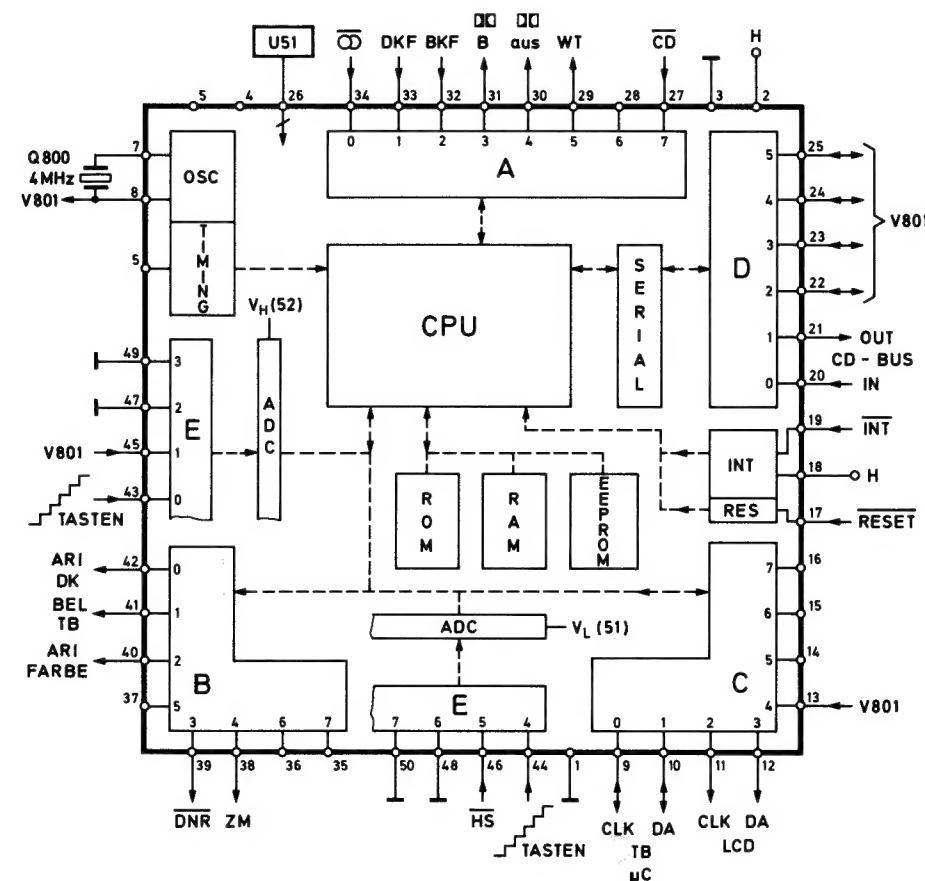 U51
DKF BKF B aus WT CD H
5 4 26 34 33 32 31 30 29 28 27 3 2
0 1 2 3 4 5 6 7
A
Q800
4MHz
V801
7
8
5
OSC
TIMING
CPU
SERIAL
D
5
4
3
2
1
0
25
24
23
22
V801
21 OUT
CD - BUS
20 IN
19 INT
18 H
17 RESET
INT
RES
VH (52)
ADC
49
47
V801 45
43
TASTEN
3
2
1
0
E
ROM
RAM
EEPROM
ARI
DK
42
BEL
TB
41
ARI
FARBE
40
37
0
1
2
5
B
3 4 6 7
39 38 36 35
DNR ZM
ADC
VL (51)
E
7 6 5 4
50 48 46 44 1
HS
TASTEN
16
15
14
13 V801
7
6
5
4
C
0 1 2 3
9 10 11 12
CLK DA CLK DA
TB LCD
µC